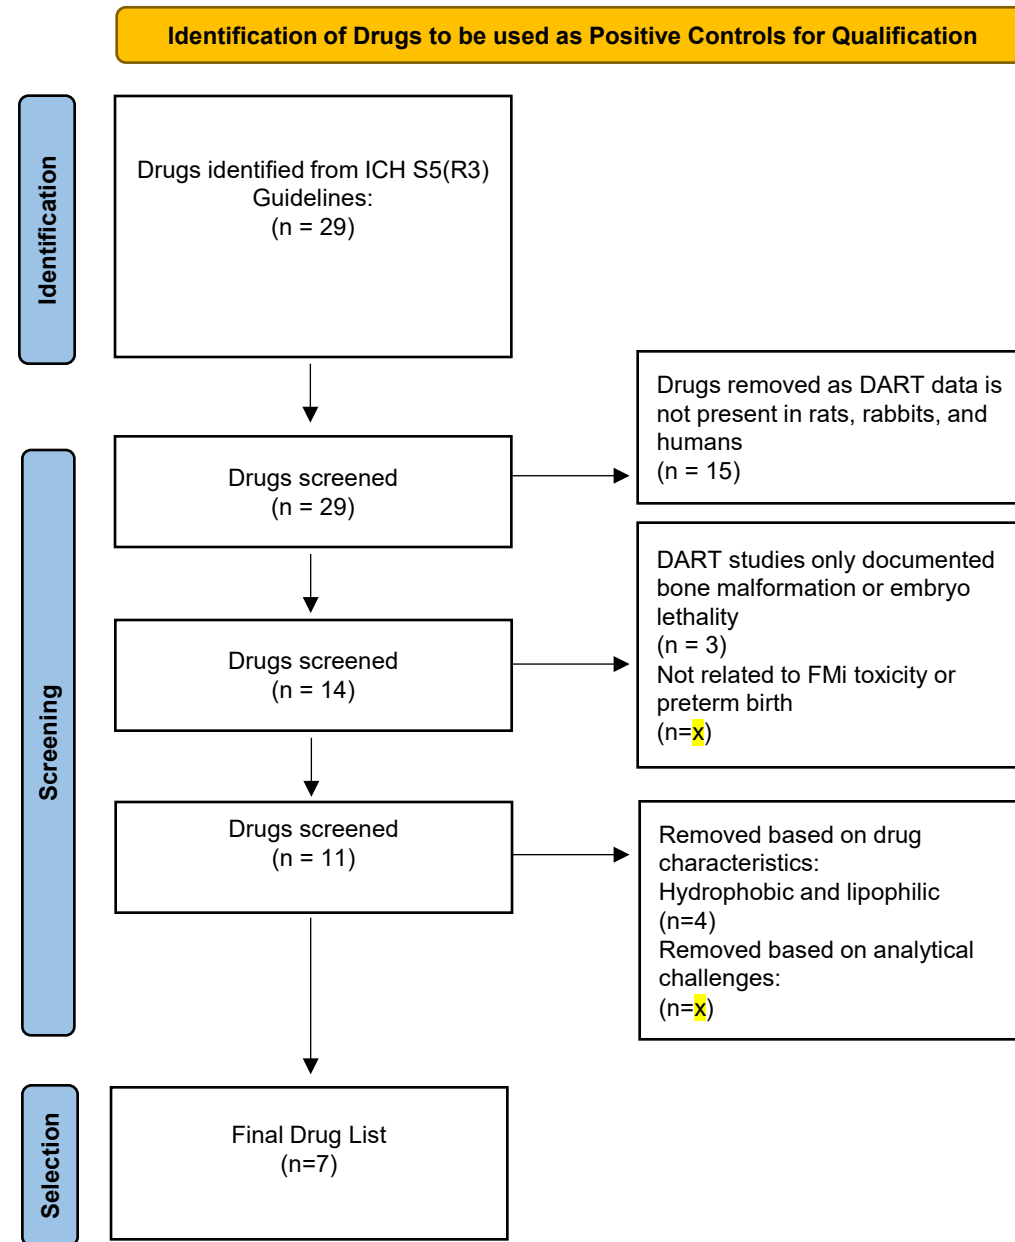 Identification of Drugs to be used as Positive Controls for Qualification
Identification
Drugs identified from ICH S5(R3)
Guidelines:
(n = 29)
Screening
Drugs screened
(n = 29)
Drugs removed as DART data is
not present in rats, rabbits, and
humans
(n = 15)
Drugs screened
(n = 14)
DART studies only documented
bone malformation or embryo
lethality
(n = 3)
Not related to FMi toxicity or
preterm birth
(n=x)
Drugs screened
(n = 11)
Removed based on drug
characteristics:
Hydrophobic and lipophilic
(n=4)
Removed based on analytical
challenges:
(n=x)
Selection
Final Drug List
(n=7)